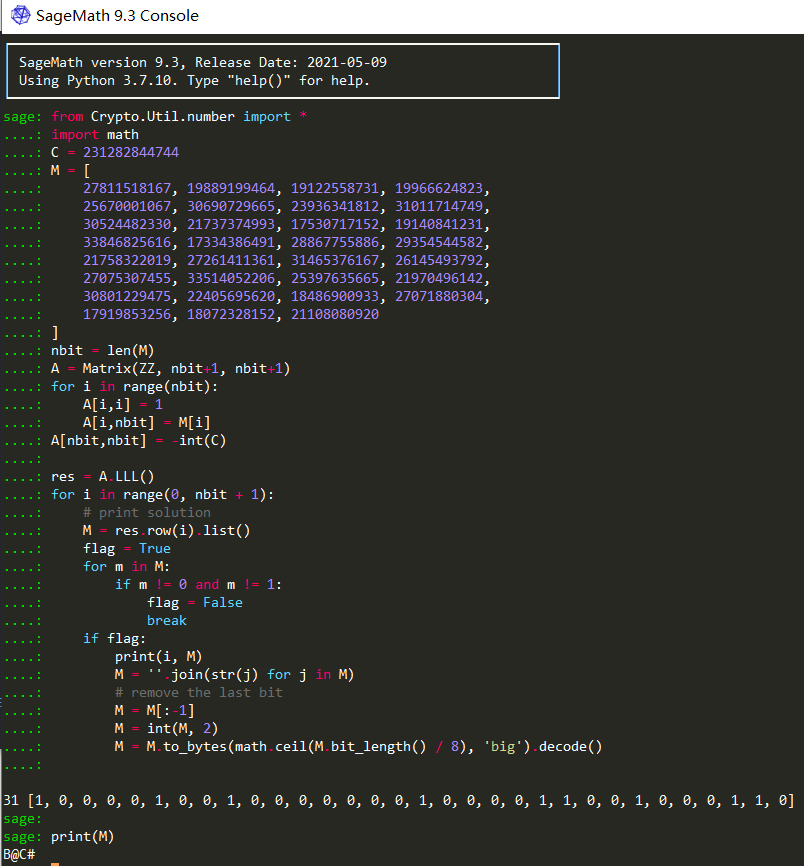 SageMath 9.3 Console
SageMath version 9.3, Release Date: 2021-05-09
Using Python 3.7.10. Type "help()" for help.
sage: from Crypto.Util.number import *
....: import math
....: C = 231282844744
....: M = [
....:     27811518167, 19889199464, 19122558731, 19966624823,
....:     25670001067, 30690729665, 23936341812, 31011714749,
....:     30524482330, 21737374993, 17530717152, 19140841231,
....:     33846825616, 17334386491, 28867755886, 29354544582,
....:     21758322019, 27261411361, 31465376167, 26145493792,
....:     27075307455, 33514052206, 25397635665, 21970496142,
....:     30801229475, 22405695620, 18486900933, 27071880304,
....:     17919853256, 18072328152, 21108080920
....: ]
....: nbit = len(M)
....: A = Matrix(ZZ, nbit+1, nbit+1)
....: for i in range(nbit):
....:     A[i,i] = 1
....:     A[i,nbit] = M[i]
....: A[nbit,nbit] = -int(C)
....:
....: res = A.LLL()
....: for i in range(0, nbit + 1):
....:     # print solution
....:     M = res.row(i).list()
....:     flag = True
....:     for m in M:
....:         if m != 0 and m != 1:
....:             flag = False
....:             break
....:     if flag:
....:         print(i, M)
....:         M = ''.join(str(j) for j in M)
....:         # remove the last bit
....:         M = M[:-1]
....:         M = int(M, 2)
....:         M = M.to_bytes(math.ceil(M.bit_length() / 8), 'big').decode()
....:
31 [1, 0, 0, 0, 0, 1, 0, 0, 1, 0, 0, 0, 0, 0, 0, 0, 1, 0, 0, 0, 0, 1, 1, 0, 0, 1, 0, 0, 0, 1, 1, 0]
sage:
sage: print(M)
B@C#